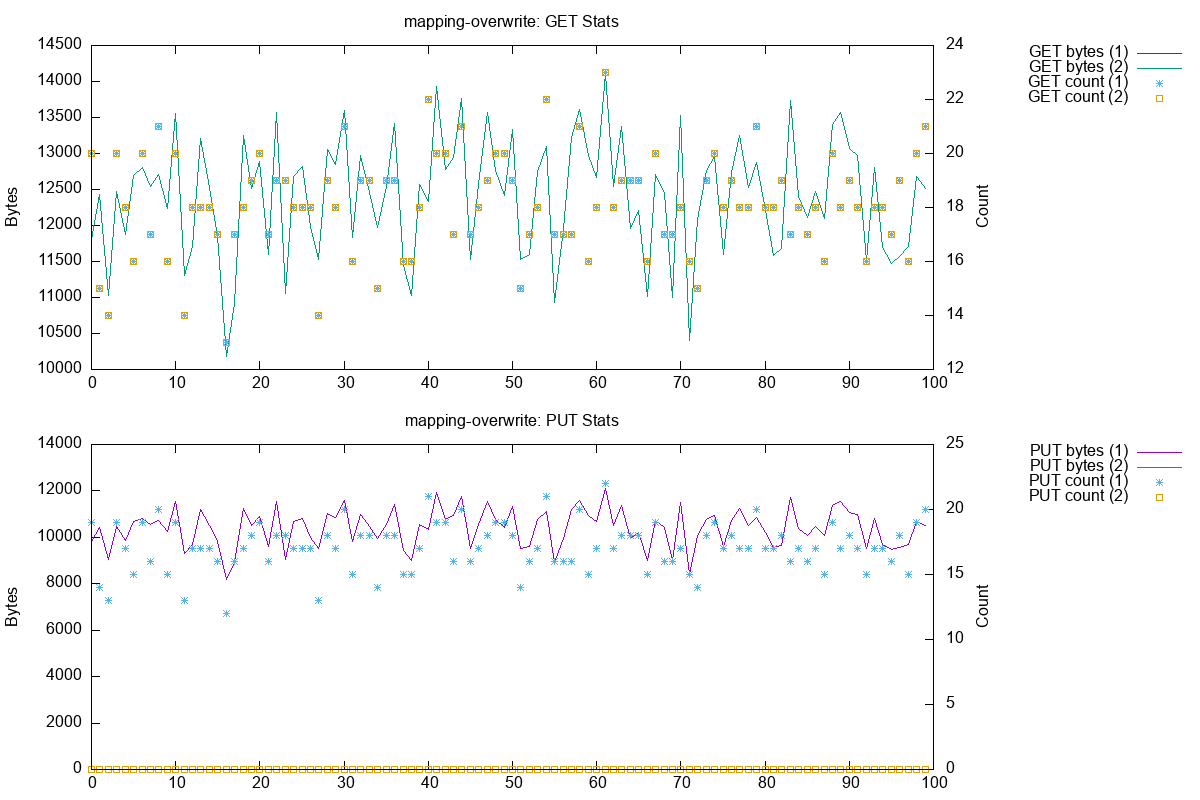 mapping-overwrite: GET Stats
14500
14000
13500
13000
12500
12000
11500
11000
10500
10000
Bytes
24
22
20
18
16
14
12
Count
0 10 20 30 40 50 60 70 80 90 100
GET bytes (1)
GET bytes (2)
GET count (1)
GET count (2)
mapping-overwrite: PUT Stats
14000
12000
10000
8000
6000
4000
2000
0
Bytes
25
20
15
10
5
0
Count
0 10 20 30 40 50 60 70 80 90 100
PUT bytes (1)
PUT bytes (2)
PUT count (1)
PUT count (2)